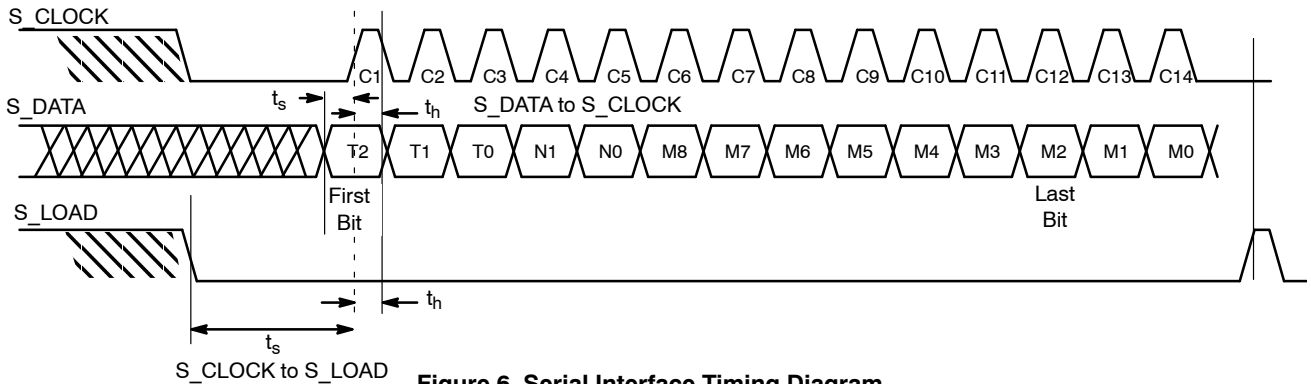 S_CLOCK
C1 C2 C3 C4 C5 C6 C7 C8 C9 C10 C11 C12 C13 C14
ts
th
S_DATA to S_CLOCK
S_DATA
T2 T1 T0 N1 N0 M8 M7 M6 M5 M4 M3 M2 M1 M0
First
Bit
Last
Bit
S_LOAD
th
ts
S_CLOCK to S_LOAD
Figure 6. Serial Interface Timing Diagram